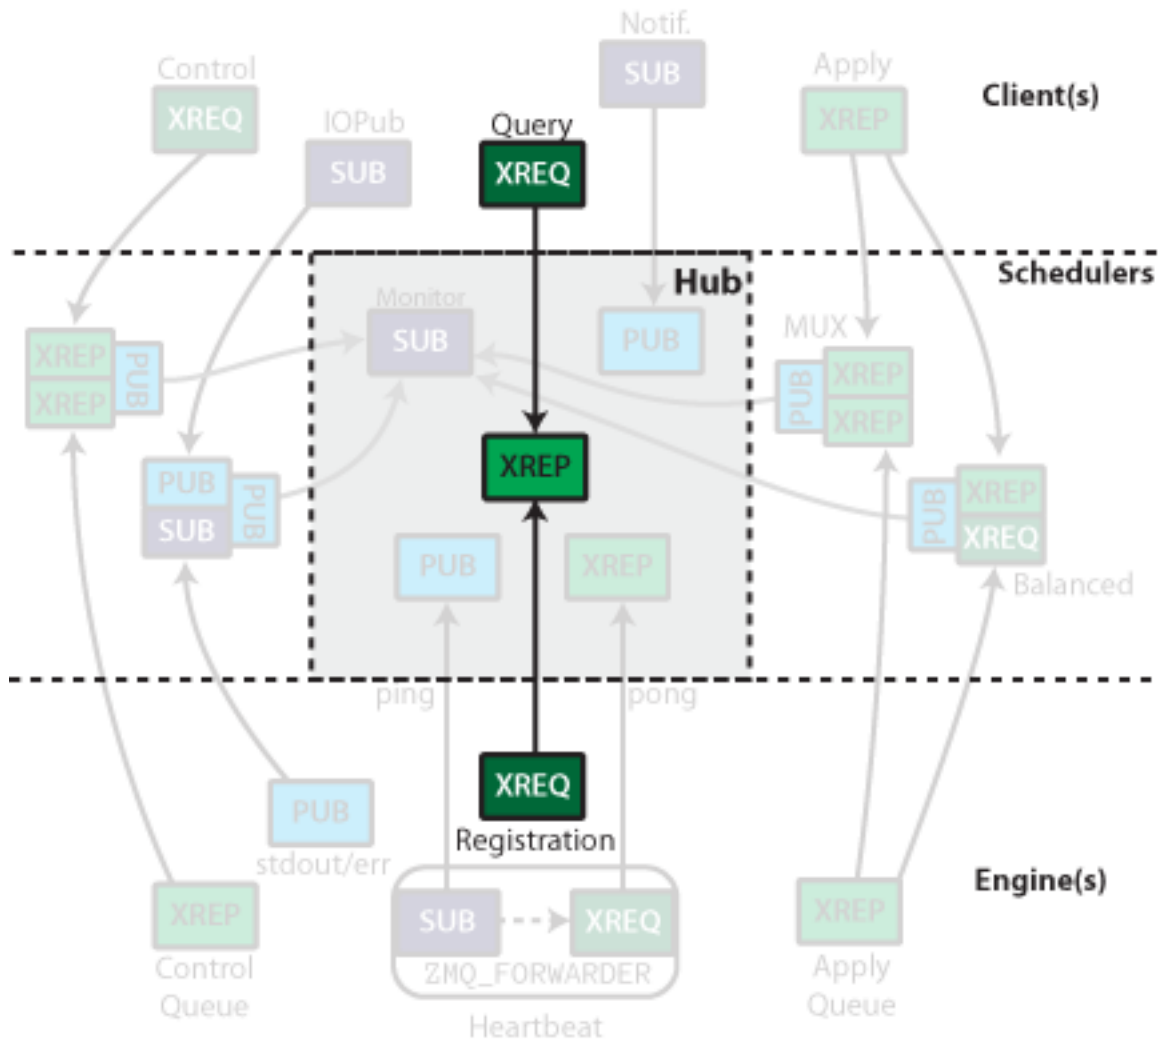 Notif.
SUB
Control
XREQ
Apply
XREP
Client(s)
IOPub
SUB
Query
XREQ
Hub
Schedulers
Monitor
SUB
PUB
MUX
XREP
XREP
PUB
PUB
XREP
XREP
XREP
PUB
SUB
PUB
PUB
XREP
XREQ
Balanced
PUB
XREP
ping
pong
XREQ
Registration
PUB
stdout/err
Engine(s)
XREP
Control
Queue
SUB
XREQ
ZMQ_FORWARDER
Heartbeat
XREP
Apply
Queue